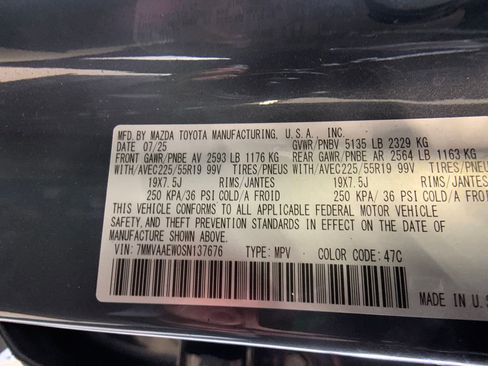 MFD. BY MAZDA TOYOTA MANUFACTURING, U.S.A., INC.
DATE 07/25 GVWR/PNBV 5135 LB 2329 KG
FRONT GAWR/PNBE AV 2593 LB 1176 KG REAR GAWR/PNBE AR 2564 LB 1163 KG
WITH/AVEC225/55R19 99V TIRES/PNEUS WITH/AVEC225/55R19 99V TIRES/PNEUS
19X7.5J RIMS/JANTES 19X7.5J RIMS/JANTES
250 KPA/36 PSI COLD/A FROID 250 KPA/36 PSI COLD/A FROID
THIS VEHICLE CONFORMS TO ALL APPLICABLE FEDERAL MOTOR VEHICLE
SAFETY,AND THEFT PREVENTION STANDARDS IN EFFECT ON THE DATE OF
MANUFACTURE SHOWN ABOVE.
VIN: 7MMVAAEW0SN137676 TYPE: MPV COLOR CODE: 47C
MADE IN U.S